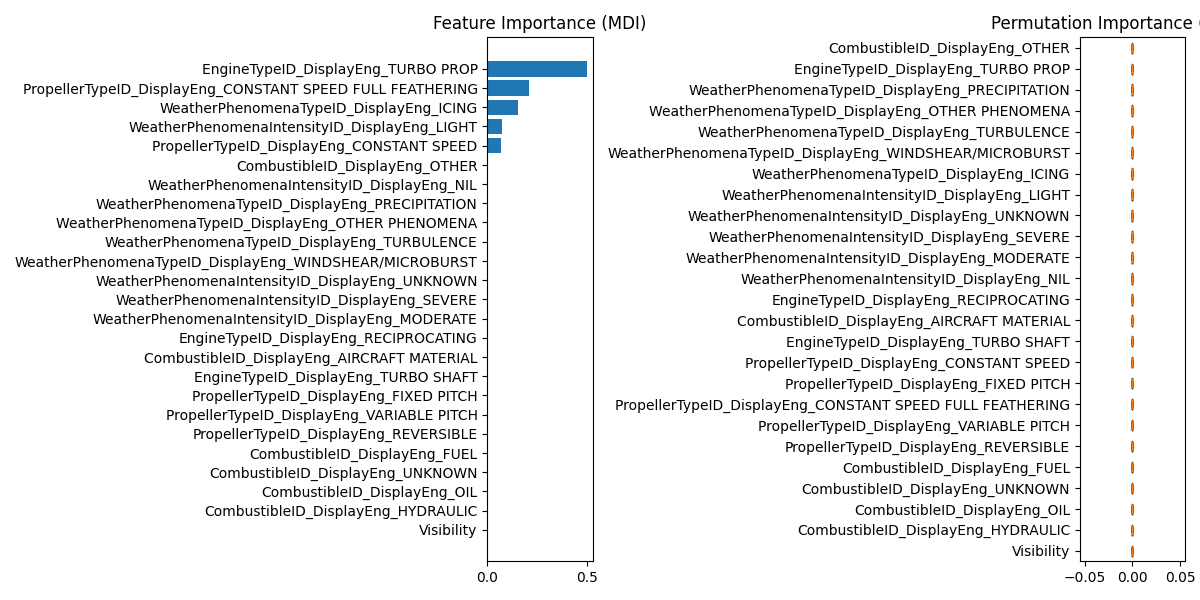 Feature Importance (MDI)
EngineTypeID_DisplayEng_TURBO PROP
PropellerTypeID_DisplayEng_CONSTANT SPEED FULL FEATHERING
WeatherPhenomenaTypeID_DisplayEng_ICING
WeatherPhenomenaIntensityID_DisplayEng_LIGHT
PropellerTypeID_DisplayEng_CONSTANT SPEED
CombustibleID_DisplayEng_OTHER
WeatherPhenomenaIntensityID_DisplayEng_NIL
WeatherPhenomenaTypeID_DisplayEng_PRECIPITATION
WeatherPhenomenaTypeID_DisplayEng_OTHER PHENOMENA
WeatherPhenomenaTypeID_DisplayEng_TURBULENCE
WeatherPhenomenaTypeID_DisplayEng_WINDSHEAR/MICROBURST
WeatherPhenomenaIntensityID_DisplayEng_UNKNOWN
WeatherPhenomenaIntensityID_DisplayEng_SEVERE
WeatherPhenomenaIntensityID_DisplayEng_MODERATE
EngineTypeID_DisplayEng_RECIPROCATING
CombustibleID_DisplayEng_AIRCRAFT MATERIAL
EngineTypeID_DisplayEng_TURBO SHAFT
PropellerTypeID_DisplayEng_FIXED PITCH
PropellerTypeID_DisplayEng_VARIABLE PITCH
PropellerTypeID_DisplayEng_REVERSIBLE
CombustibleID_DisplayEng_FUEL
CombustibleID_DisplayEng_UNKNOWN
CombustibleID_DisplayEng_OIL
CombustibleID_DisplayEng_HYDRAULIC
Visibility
0.0 0.5
Permutation Importance (
CombustibleID_DisplayEng_OTHER
EngineTypeID_DisplayEng_TURBO PROP
WeatherPhenomenaTypeID_DisplayEng_PRECIPITATION
WeatherPhenomenaTypeID_DisplayEng_OTHER PHENOMENA
WeatherPhenomenaTypeID_DisplayEng_TURBULENCE
WeatherPhenomenaTypeID_DisplayEng_WINDSHEAR/MICROBURST
WeatherPhenomenaTypeID_DisplayEng_ICING
WeatherPhenomenaIntensityID_DisplayEng_LIGHT
WeatherPhenomenaIntensityID_DisplayEng_UNKNOWN
WeatherPhenomenaIntensityID_DisplayEng_SEVERE
WeatherPhenomenaIntensityID_DisplayEng_MODERATE
WeatherPhenomenaIntensityID_DisplayEng_NIL
EngineTypeID_DisplayEng_RECIPROCATING
CombustibleID_DisplayEng_AIRCRAFT MATERIAL
EngineTypeID_DisplayEng_TURBO SHAFT
PropellerTypeID_DisplayEng_CONSTANT SPEED
PropellerTypeID_DisplayEng_FIXED PITCH
PropellerTypeID_DisplayEng_CONSTANT SPEED FULL FEATHERING
PropellerTypeID_DisplayEng_VARIABLE PITCH
PropellerTypeID_DisplayEng_REVERSIBLE
CombustibleID_DisplayEng_FUEL
CombustibleID_DisplayEng_UNKNOWN
CombustibleID_DisplayEng_OIL
CombustibleID_DisplayEng_HYDRAULIC
Visibility
−0.05 0.00 0.05